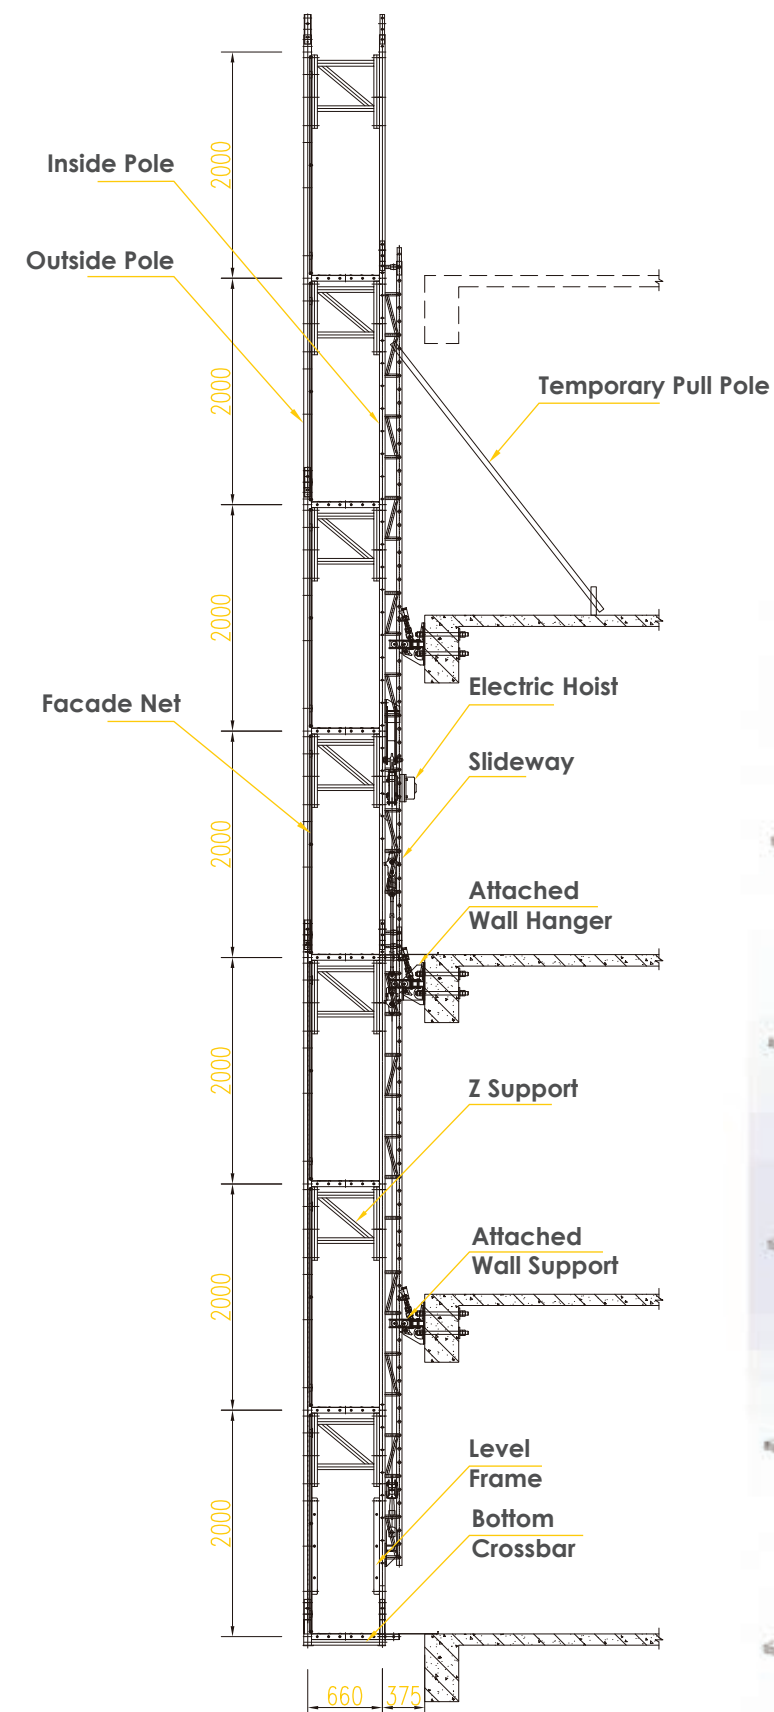 2000
Inside Pole
Outside Pole
2000
Temporary Pull Pole
2000
Electric Hoist
Facade Net
Slideway
2000
Attached
Wall Hanger
2000
Z Support
Attached
Wall Support
2000
Level
Frame
2000
Bottom
Crossbar
660
375